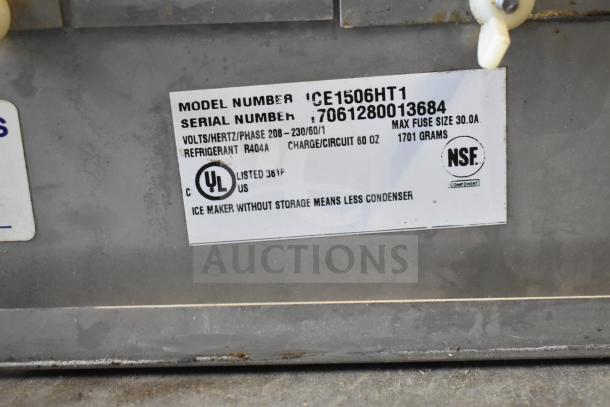 MODEL NUMBER ICE1506HT1
SERIAL NUMBER 17061280013684
VOLTS/HERTZ/PHASE 208-230/60/1 MAX FUSE SIZE 30.0A
REFRIGERANT R404A CHARGE/CIRCUIT 60 OZ 1701 GRAMS
NSF.
COMPONENT
C UL US LISTED 361F
ICE MAKER WITHOUT STORAGE MEANS LESS CONDENSER
AUCTIONS
S